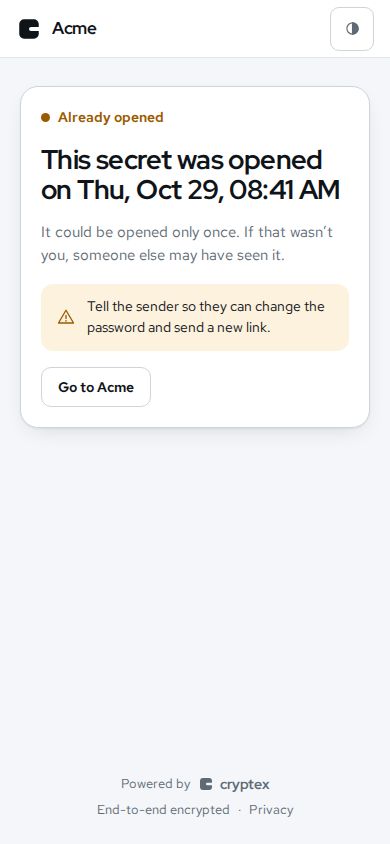 Acme
Already opened
This secret was opened
on Thu, Oct 29, 08:41 AM
It could be opened only once. If that wasn’t
you, someone else may have seen it.
Tell the sender so they can change the
password and send a new link.
Go to Acme
Powered by cryptex
End-to-end encrypted · Privacy